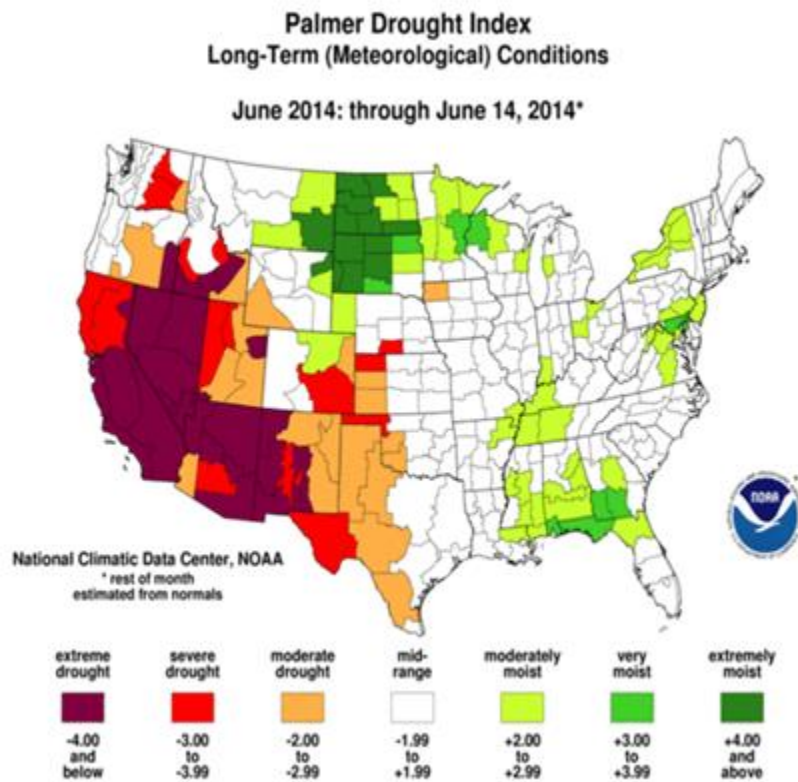 Palmer Drought Index
Long-Term (Meteorological) Conditions
June 2014: through June 14, 2014*
NOAA
National Climatic Data Center, NOAA
* rest of month
estimated from normals
extreme drought
severe drought
moderate drought
mid-range
moderately moist
very moist
extremely moist
-4.00 and below
-3.00 to -3.99
-2.00 to -2.99
-1.99 to +1.99
+2.00 to +2.99
+3.00 to +3.99
+4.00 and above